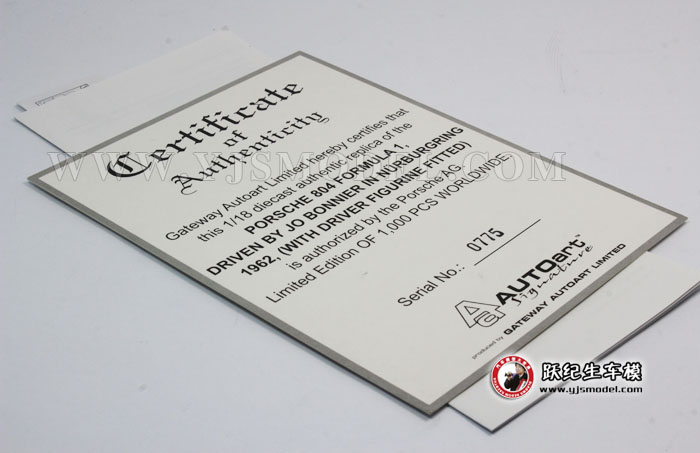 Certificate
of
Authenticity
Gateway Autoart Limited hereby certifies that
this 1/18 diecast authentic replica of the
PORSCHE 804 FORMULA 1,
DRIVEN BY JO BONNIER IN NURBURGRING
1962, (WITH DRIVER FIGURINE FITTED)
is authorized by the Porsche AG
Limited Edition OF 1,000 PCS WORLDWIDE.
Serial No.: 0775
AUTOart™
Signature
produced by GATEWAY AUTOART LIMITED
WWW.YJSMODEL.COM
跃纪生车模
www.yjsmodel.com